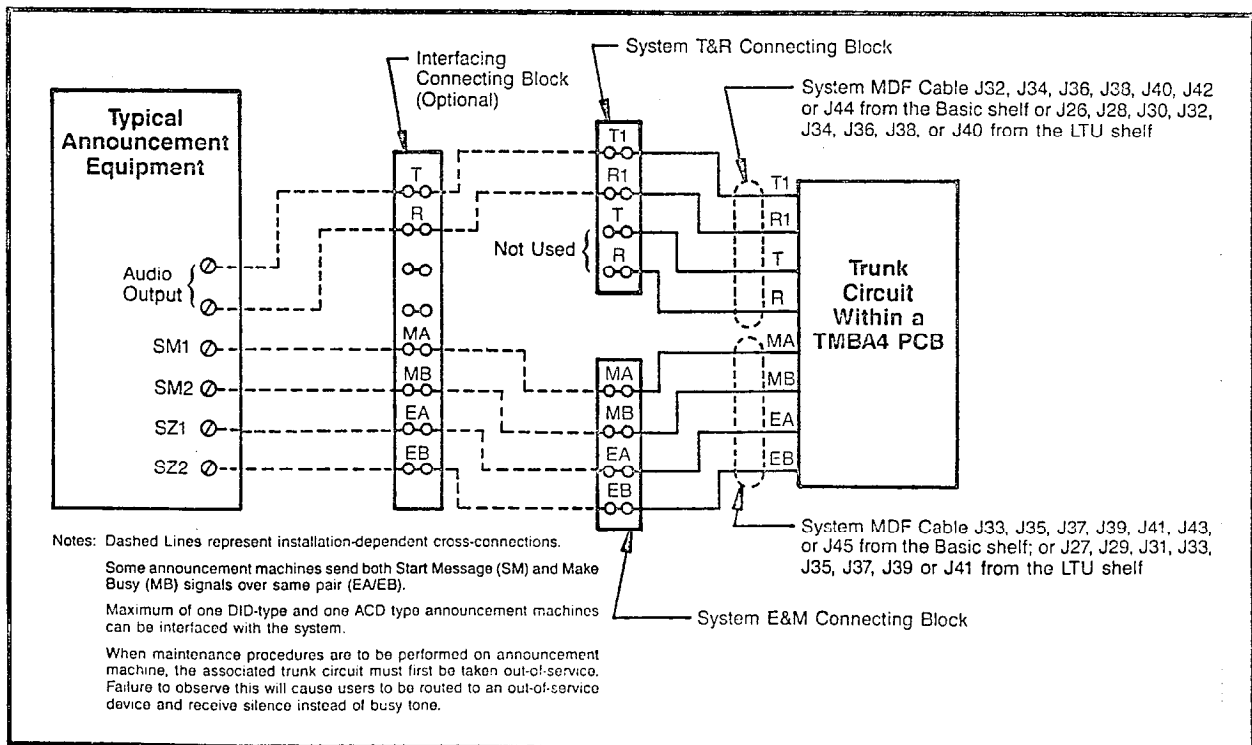 System T&R Connecting Block
Interfacing
Connecting Block
(Optional)
System MDF Cable J32, J34, J36, J38, J40, J42
or J44 from the Basic shelf or J26, J28, J30, J32,
J34, J36, J38, or J40 from the LTU shelf
Typical
Announcement
Equipment
Audio
Output
SM1
SM2
SZ1
SZ2
T
R
MA
MB
EA
EB
T1
R1
T
R
Not Used
MA
MB
EA
EB
T1
R1
T
R
MA
MB
EA
EB
Trunk
Circuit
Within a
TMBA4 PCB
System MDF Cable J33, J35, J37, J39, J41, J43,
or J45 from the Basic shelf; or J27, J29, J31, J33,
J35, J37, J39 or J41 from the LTU shelf
System E&M Connecting Block
Notes: Dashed Lines represent installation-dependent cross-connections.
Some announcement machines send both Start Message (SM) and Make
Busy (MB) signals over same pair (EA/EB).
Maximum of one DID-type and one ACD type announcement machines
can be interfaced with the system.
When maintenance procedures are to be performed on announcement
machine, the associated trunk circuit must first be taken out-of-service.
Failure to observe this will cause users to be routed to an out-of-service
device and receive silence instead of busy tone.